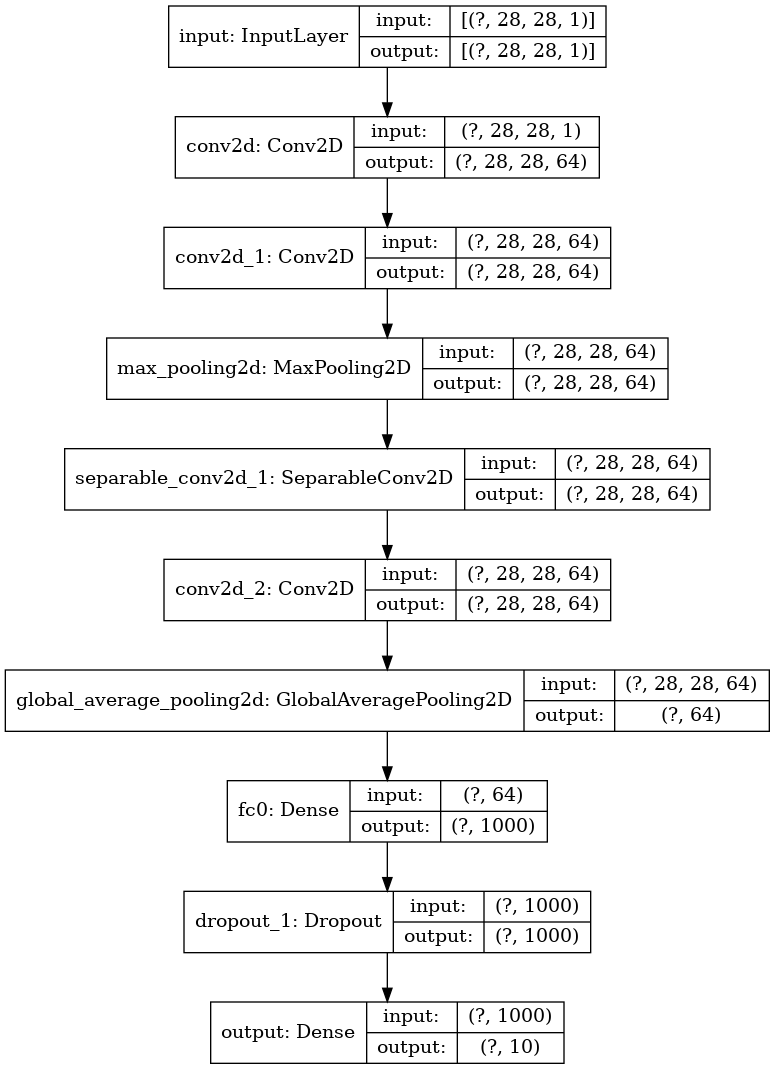 input: InputLayer
input:
[(?, 28, 28, 1)]
output:
[(?, 28, 28, 1)]
conv2d: Conv2D
input:
(?, 28, 28, 1)
output:
(?, 28, 28, 64)
conv2d_1: Conv2D
input:
(?, 28, 28, 64)
output:
(?, 28, 28, 64)
max_pooling2d: MaxPooling2D
input:
(?, 28, 28, 64)
output:
(?, 28, 28, 64)
separable_conv2d_1: SeparableConv2D
input:
(?, 28, 28, 64)
output:
(?, 28, 28, 64)
conv2d_2: Conv2D
input:
(?, 28, 28, 64)
output:
(?, 28, 28, 64)
global_average_pooling2d: GlobalAveragePooling2D
input:
(?, 28, 28, 64)
output:
(?, 64)
fc0: Dense
input:
(?, 64)
output:
(?, 1000)
dropout_1: Dropout
input:
(?, 1000)
output:
(?, 1000)
output: Dense
input:
(?, 1000)
output:
(?, 10)